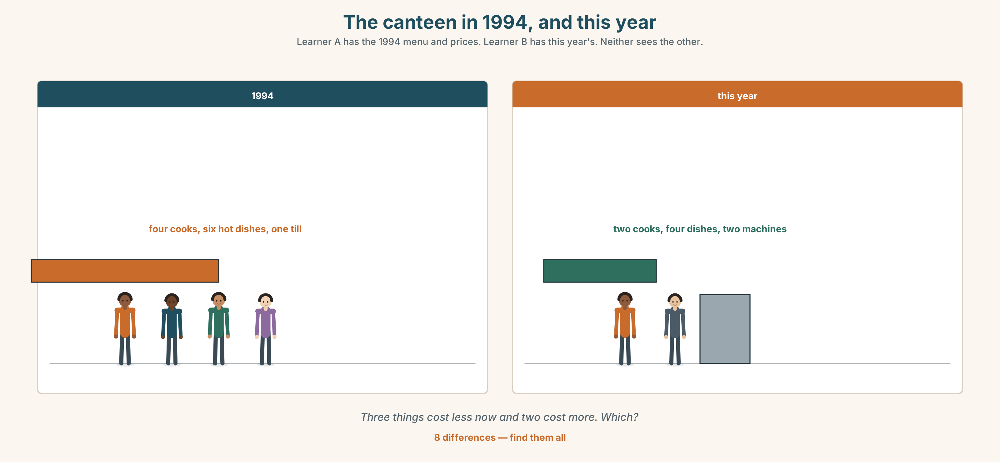 The canteen in 1994, and this year
Learner A has the 1994 menu and prices. Learner B has this year's. Neither sees the other.
1994
this year
four cooks, six hot dishes, one till
two cooks, four dishes, two machines
Three things cost less now and two cost more. Which?
8 differences — find them all